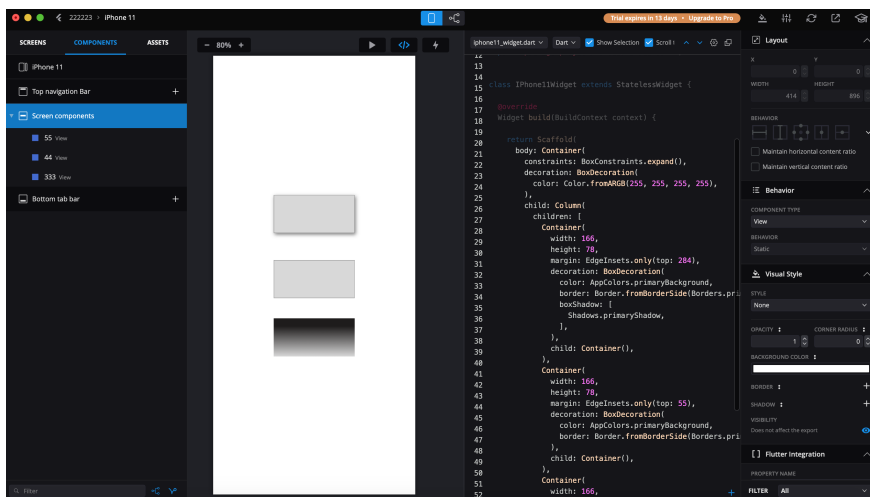 222223 › iPhone 11
Trial expires in 13 days • Upgrade to Pro
SCREENS COMPONENTS ASSETS
iPhone 11
Top navigation Bar +
Screen components
55 View
44 View
333 View
Bottom tab bar +
Filter
− 80% +
</>
iphone11_widget.dart Dart Show Selection
12
13
14
15 class IPhone11Widget extends StatelessWidget {
16
17 @override
18 Widget build(BuildContext context) {
19
20 return Scaffold(
21 body: Container(
22 constraints: BoxConstraints.expand(),
23 decoration: BoxDecoration(
24 color: Color.fromARGB(255, 255, 255, 255),
25 ),
26 child: Column(
27 children: [
28 Container(
29 width: 166,
30 height: 78,
31 margin: EdgeInsets.only(top: 284),
32 decoration: BoxDecoration(
33 color: AppColors.primaryBackground,
34 border: Border.fromBorderSide(Borders.pri
35 boxShadow: [
36 Shadows.primaryShadow,
37 ],
38 ),
39 child: Container(),
40 ),
41 Container(
42 width: 166,
43 height: 78,
44 margin: EdgeInsets.only(top: 55),
45 decoration: BoxDecoration(
46 color: AppColors.primaryBackground,
47 border: Border.fromBorderSide(Borders.pri
48 ),
49 child: Container(),
50 ),
51 Container(
52 width: 166,
Layout
X Y
0 0
WIDTH HEIGHT
414 896
BEHAVIOR
Maintain horizontal content ratio
Maintain vertical content ratio
Behavior
COMPONENT TYPE
View
BEHAVIOR
Static
Visual Style
STYLE
None
OPACITY CORNER RADIUS
1 0
BACKGROUND COLOR
BORDER +
SHADOW +
VISIBILITY
Does not affect the export
Flutter Integration
PROPERTY NAME
FILTER All